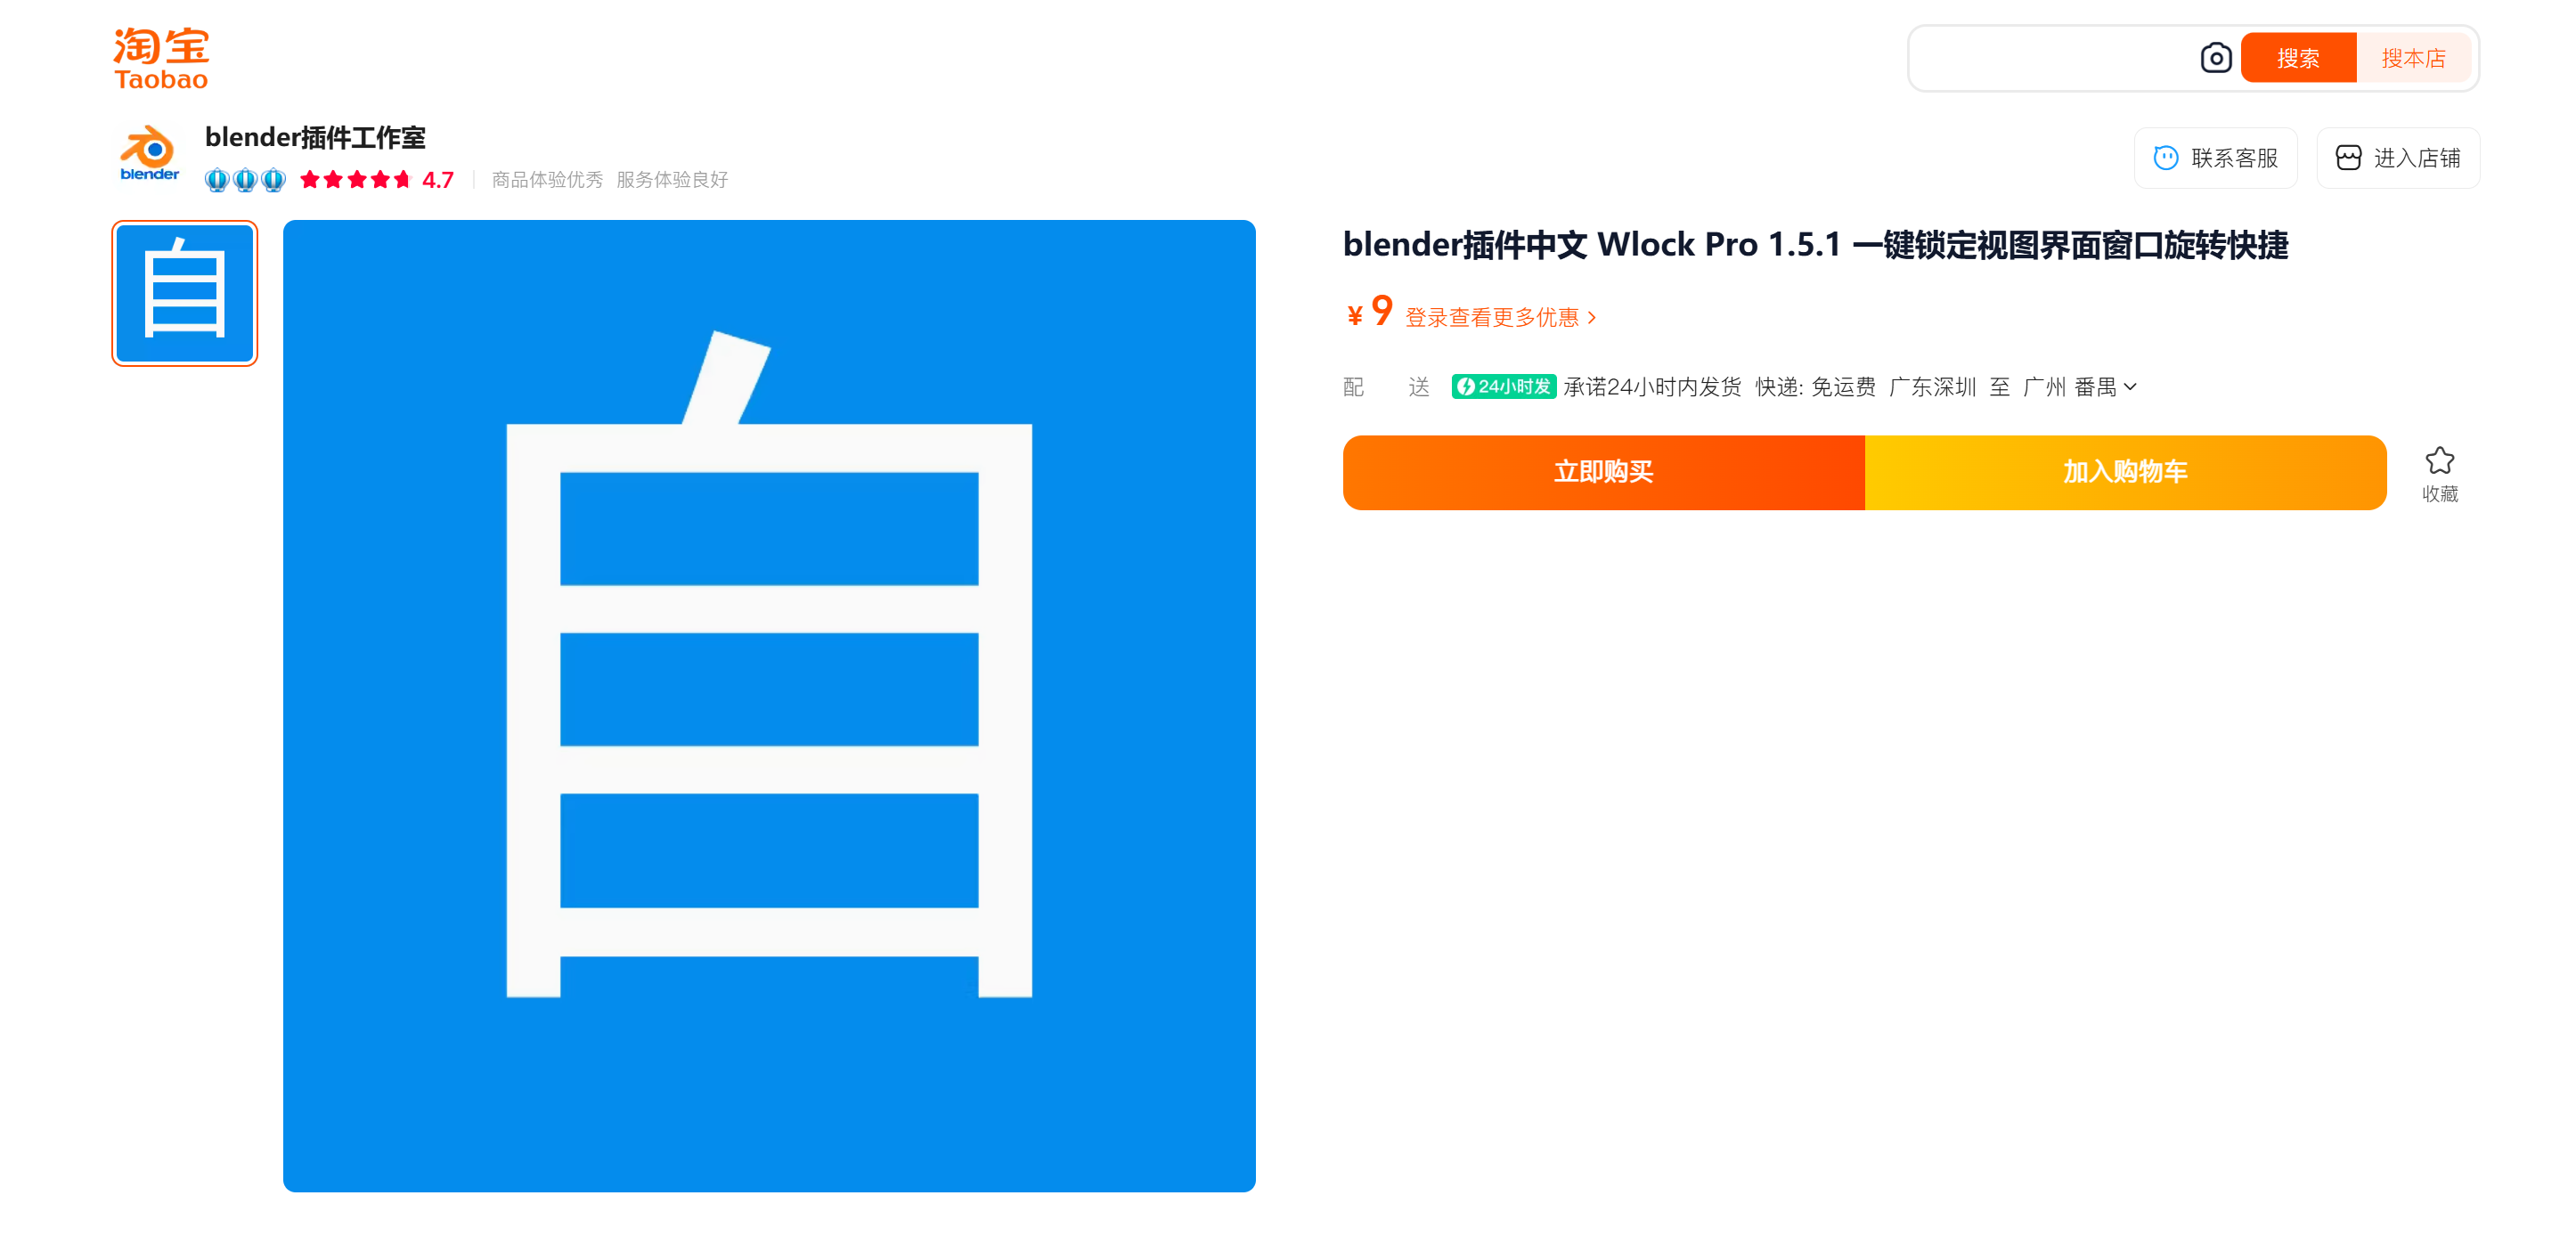 淘宝
Taobao
搜索 搜本店
blender
blender插件工作室
4.7 商品体验优秀 服务体验良好
联系客服 进入店铺
自
自
blender插件中文 Wlock Pro 1.5.1 一键锁定视图界面窗口旋转快捷
¥ 9 登录查看更多优惠
配送 24小时发 承诺24小时内发货 快递: 免运费 广东深圳 至 广州 番禺
立即购买 加入购物车
收藏